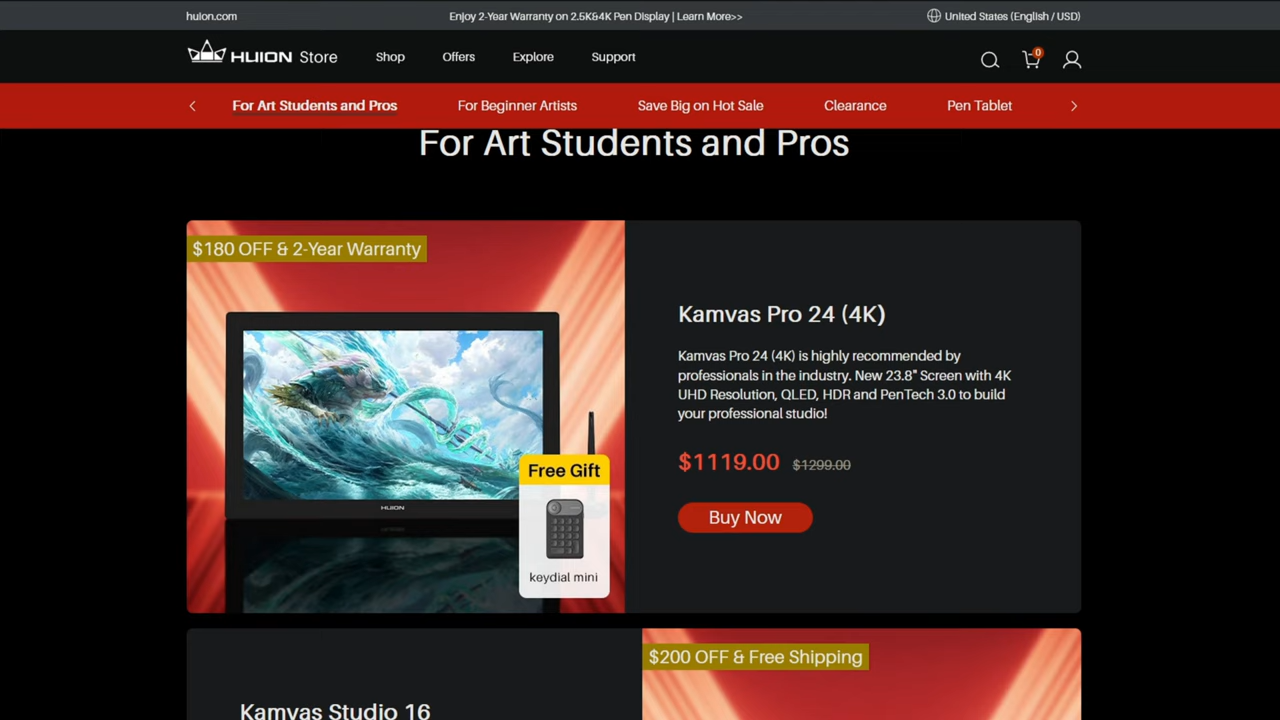 huion.com
Enjoy 2-Year Warranty on 2.5K&4K Pen Display | Learn More>>
United States (English / USD)
HUION Store
Shop
Offers
Explore
Support
0
For Art Students and Pros
For Beginner Artists
Save Big on Hot Sale
Clearance
Pen Tablet
For Art Students and Pros
$180 OFF & 2-Year Warranty
HUION
Free Gift
keydial mini
Kamvas Pro 24 (4K)
Kamvas Pro 24 (4K) is highly recommended by
professionals in the industry. New 23.8" Screen with 4K
UHD Resolution, QLED, HDR and PenTech 3.0 to build
your professional studio!
$1119.00 $1299.00
Buy Now
$200 OFF & Free Shipping
Kamvas Studio 16